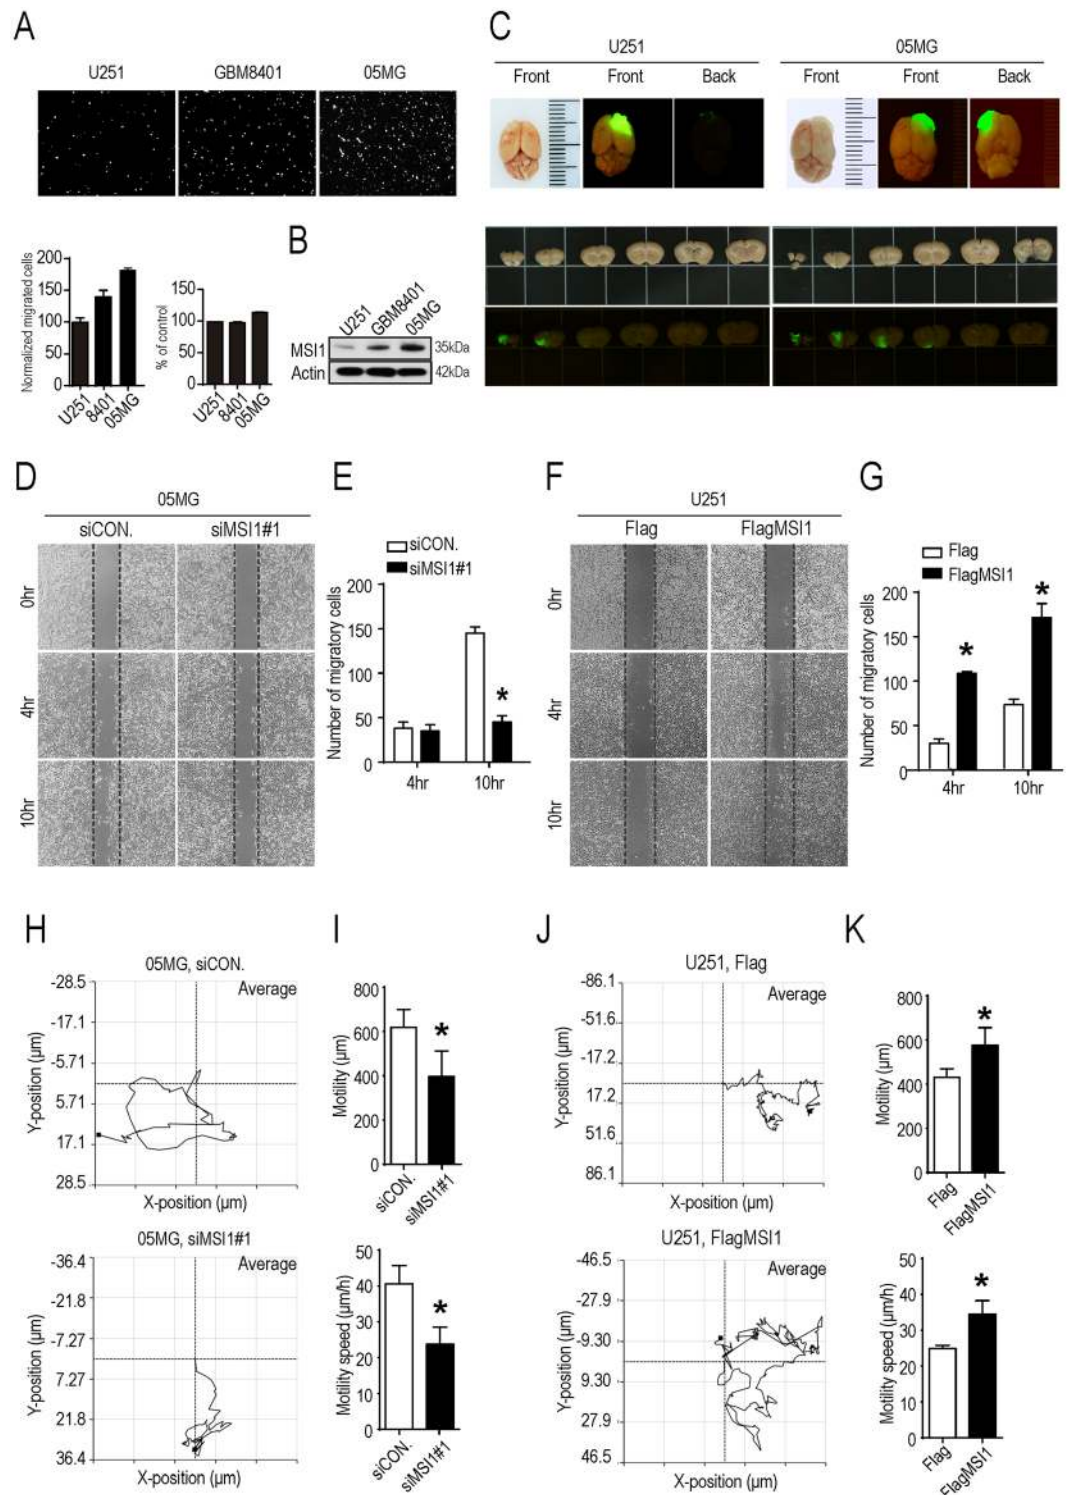 A
U251 GBM8401 05MG
Normalized migrated cells
200
150
100
50
0
U251 8401 05MG
% of control
150
100
50
0
U251 8401 05MG
B
U251 GBM8401 05MG
MSI1 35kDa
Actin 42kDa
C
U251 05MG
Front Front Back Front Front Back
D
05MG
siCON. siMSI1#1
0hr
4hr
10hr
E
siCON.
siMSI1#1
Number of migratory cells
200
150
100
50
0
*
4hr 10hr
F
U251
Flag FlagMSI1
0hr
4hr
10hr
G
Flag
FlagMSI1
Number of migratory cells
200
150
100
50
0
* *
4hr 10hr
H
05MG, siCON.
Average
Y-position (µm)
-28.5
-17.1
-5.71
5.71
17.1
28.5
X-position (µm)
05MG, siMSI1#1
Average
Y-position (µm)
-36.4
-21.8
-7.27
7.27
21.8
36.4
X-position (µm)
I
Motility (µm)
800
600
400
200
0
*
siCON. siMSI1#1
Motility speed (µm/h)
50
40
30
20
10
0
*
siCON. siMSI1#1
J
U251, Flag
Average
Y-position (µm)
-86.1
-51.6
-17.2
17.2
51.6
86.1
X-position (µm)
U251, FlagMSI1
Average
Y-position (µm)
-46.5
-27.9
-9.30
9.30
27.9
46.5
X-position (µm)
K
Motility (µm)
800
600
400
200
0
*
Flag FlagMSI1
Motility speed (µm/h)
50
40
30
20
10
0
*
Flag FlagMSI1